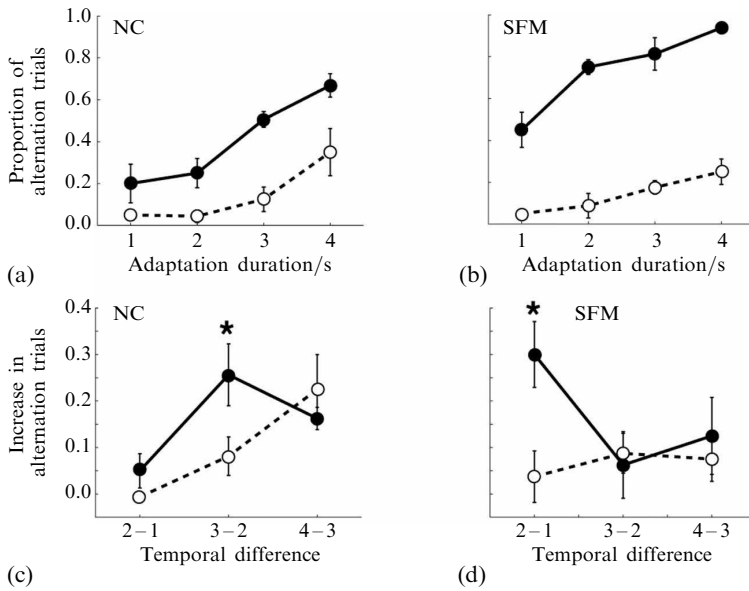 NC
SFM
Proportion of
alternation trials
1.0
0.8
0.6
0.4
0.2
0.0
1 2 3 4
1 2 3 4
(a) Adaptation duration/s
(b) Adaptation duration/s
NC
SFM
Increase in
alternation trials
0.4
0.3
0.2
0.1
0.0
*
*
2–1 3–2 4–3
2–1 3–2 4–3
(c) Temporal difference
(d) Temporal difference